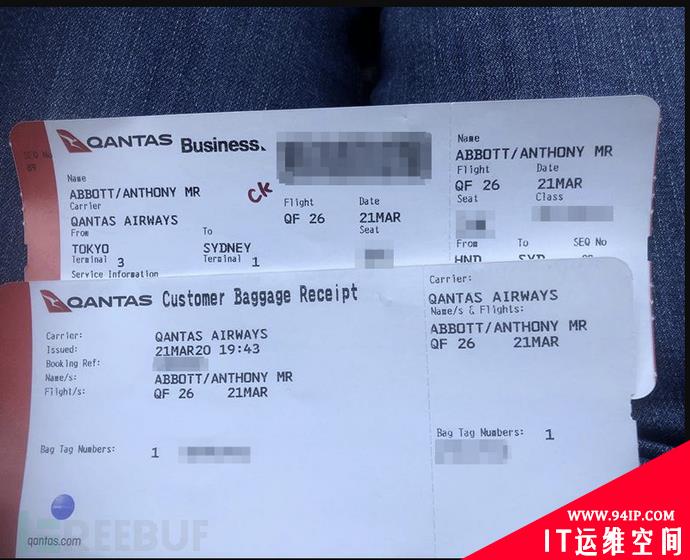 QANTAS Business
SEQ No
89
Name
ABBOTT/ANTHONY MR
Carrier
QANTAS AIRWAYS
From To
TOKYO SYDNEY
Terminal 3 Terminal 1
Service Information
CK
Flight Date
QF 26 21MAR
Seat
Name
ABBOTT/ANTHONY MR
Flight Date
QF 26 21MAR
Seat Class
From To SEQ No
HND SYD
QANTAS Customer Baggage Receipt
Carrier: QANTAS AIRWAYS
Issued: 21MAR20 19:43
Booking Ref:
Name/s: ABBOTT/ANTHONY MR
Flight/s: QF 26 21MAR
Bag Tag Numbers: 1
qantas.com
Carrier:
QANTAS AIRWAYS
Name/s & Flights:
ABBOTT/ANTHONY MR
QF 26 21MAR
Bag Tag Numbers: 1
REEBUF
WWW.94IP.COM
IT运维空间